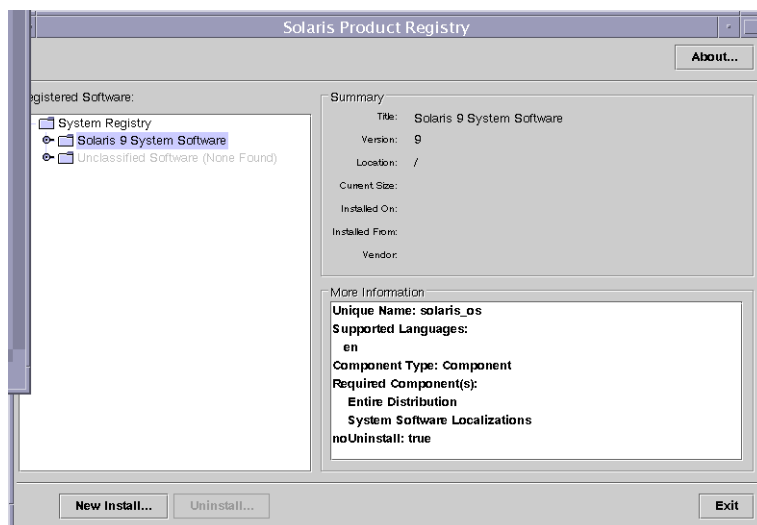 Solaris Product Registry
About...
egistered Software:
System Registry
Solaris 9 System Software
Unclassified Software (None Found)
Summary
Title: Solaris 9 System Software
Version: 9
Location: /
Current Size:
Installed On:
Installed From:
Vendor:
More Information
Unique Name: solaris_os
Supported Languages:
en
Component Type: Component
Required Component(s):
Entire Distribution
System Software Localizations
noUninstall: true
New Install...
Uninstall...
Exit